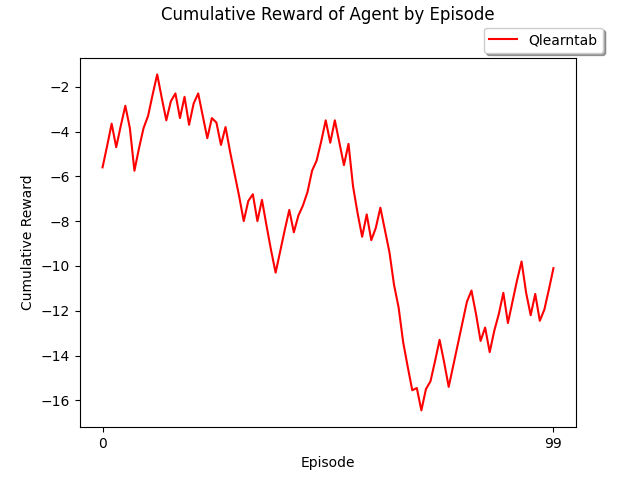 Cumulative Reward of Agent by Episode
Qlearntab
−2
−4
−6
−8
−10
−12
−14
−16
Cumulative Reward
0 99
Episode